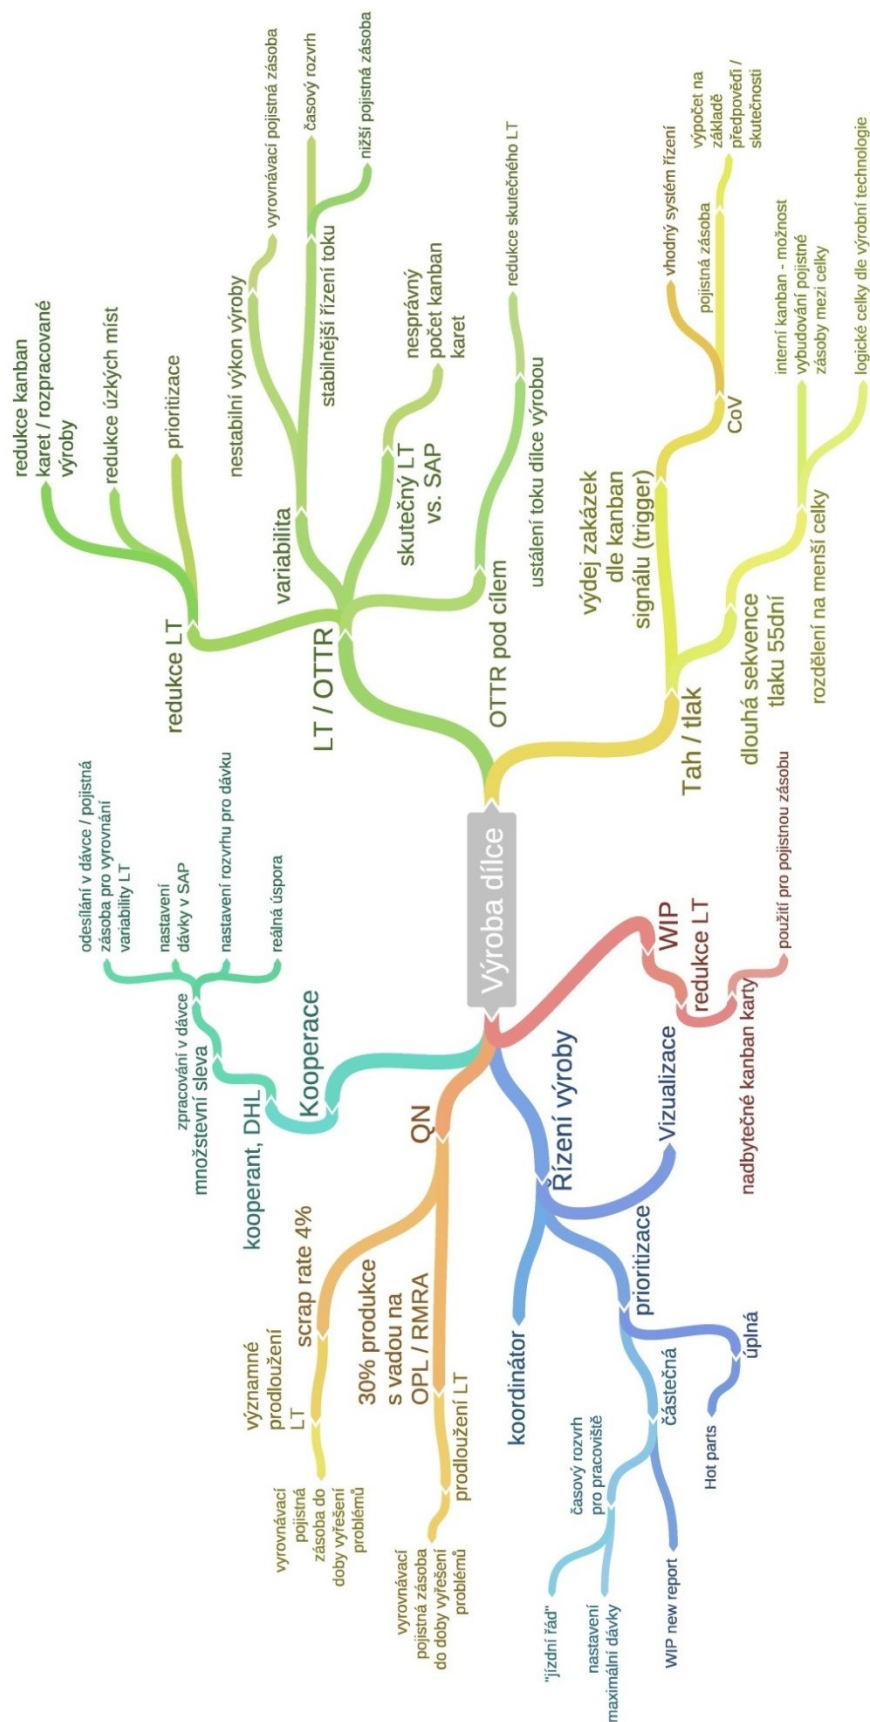 Výroba dílce
LT / OTTR
redukce LT
redukce kanban
karet / rozpracované
výroby
redukce úzkých míst
prioritizace
variabilita
nestabilní výkon výroby
vyrovnávací pojistná zásoba
stabilnější řízení toku
časový rozvrh
nižší pojistná zásoba
skutečný LT
vs. SAP
nesprávný
počet kanban
karet
OTTR pod cílem
ustálení toku dílce výrobou
redukce skutečného LT
Tah / tlak
výdej zakázek
dle kanban
signálu (trigger)
CoV
vhodný systém řízení
pojistná zásoba
výpočet na
základě
předpovědi /
skutečnosti
dlouhá sekvence
tlaku 55dní
rozdělení na menší celky
interní kanban - možnost
vybudování pojistné
zásoby mezi celky
logické celky dle výrobní technologie
Kooperace
kooperant, DHL
množstevní sleva
zpracování v dávce
odesílání v dávce / pojistná
zásoba pro vyrovnání
variability LT
nastavení
dávky v SAP
nastavení rozvrhu pro dávku
reálná úspora
QN
scrap rate 4%
významné
prodloužení
LT
vyrovnávací
pojistná
zásoba do
doby vyřešení
problémů
30% produkce
s vadou na
OPL / RMRA
prodloužení LT
vyrovnávací
pojistná zásoba
do doby vyřešení
problémů
Řízení výroby
koordinátor
prioritizace
částečná
časový rozvrh
pro pracoviště
"jízdní řád"
nastavení
maximální dávky
WIP new report
úplná
Hot parts
Vizualizace
WIP
redukce LT
nadbytečné kanban karty
použití pro pojistnou zásobu